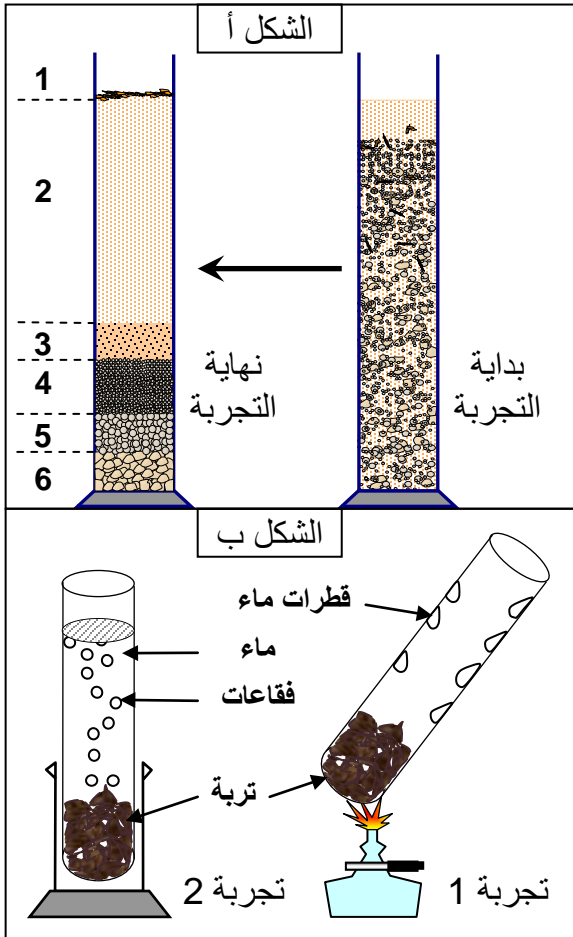 الشكل أ
1
2
3
4
5
6
نهاية
التجربة
بداية
التجربة
الشكل ب
قطرات ماء
ماء
فقاعات
تربة
تجربة 1
تجربة 2